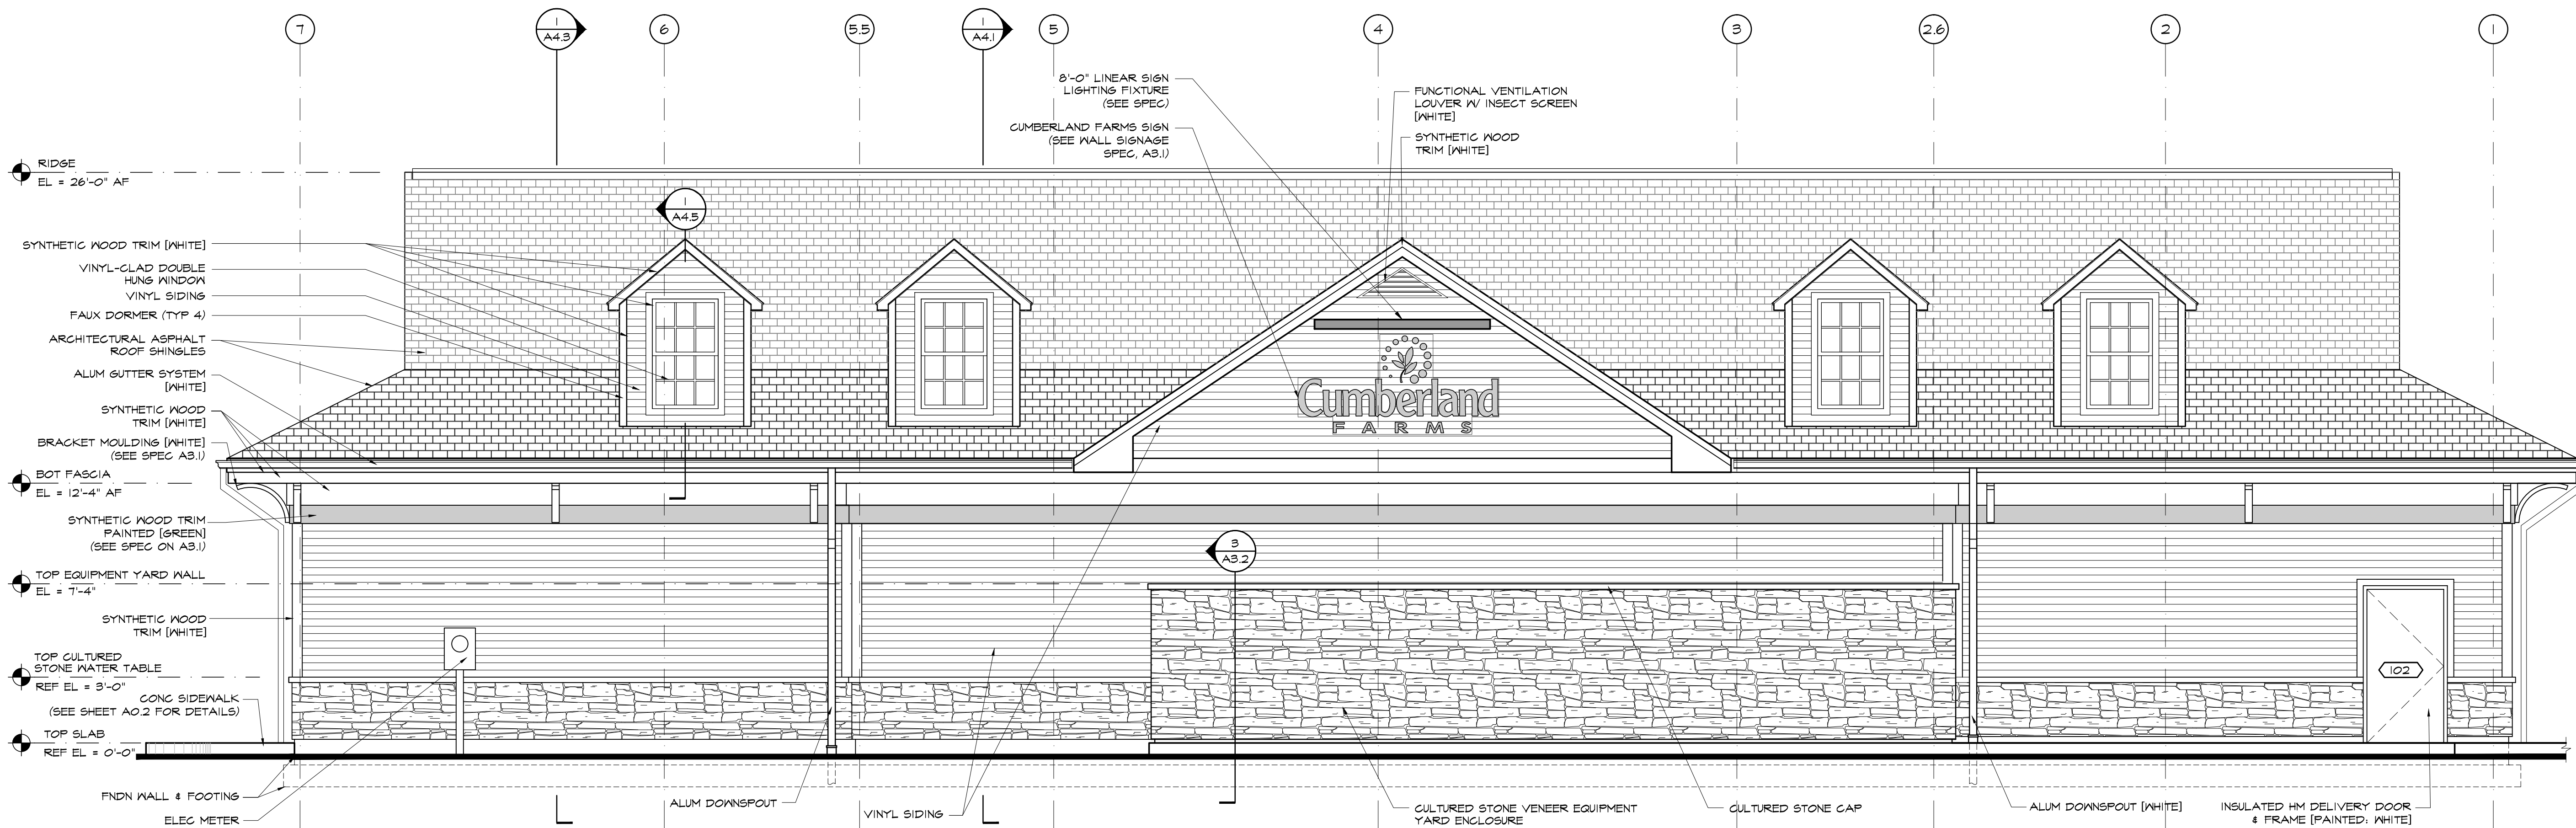 7
1
A4.3
6
5.5
1
A4.1
5
4
3
2.6
2
1
8'-0" LINEAR SIGN
LIGHTING FIXTURE
(SEE SPEC)
CUMBERLAND FARMS SIGN
(SEE WALL SIGNAGE
SPEC, A3.1)
FUNCTIONAL VENTILATION
LOUVER W/ INSECT SCREEN
[WHITE]
SYNTHETIC WOOD
TRIM [WHITE]
RIDGE
EL = 26'-0" AF
1
A4.5
SYNTHETIC WOOD TRIM [WHITE]
VINYL-CLAD DOUBLE
HUNG WINDOW
VINYL SIDING
FAUX DORMER (TYP 4)
ARCHITECTURAL ASPHALT
ROOF SHINGLES
ALUM GUTTER SYSTEM
[WHITE]
SYNTHETIC WOOD
TRIM [WHITE]
BRACKET MOULDING [WHITE]
(SEE SPEC A3.1)
Cumberland
FARMS
BOT FASCIA
EL = 12'-4" AF
SYNTHETIC WOOD TRIM
PAINTED [GREEN]
(SEE SPEC ON A3.1)
3
A3.2
TOP EQUIPMENT YARD WALL
EL = 7'-4"
SYNTHETIC WOOD
TRIM [WHITE]
TOP CULTURED
STONE WATER TABLE
REF EL = 3'-0"
102
CONC SIDEWALK
(SEE SHEET A0.2 FOR DETAILS)
TOP SLAB
REF EL = 0'-0"
FNDN WALL & FOOTING
ELEC METER
ALUM DOWNSPOUT
VINYL SIDING
CULTURED STONE VENEER EQUIPMENT
YARD ENCLOSURE
CULTURED STONE CAP
ALUM DOWNSPOUT [WHITE]
INSULATED HM DELIVERY DOOR
& FRAME [PAINTED: WHITE]